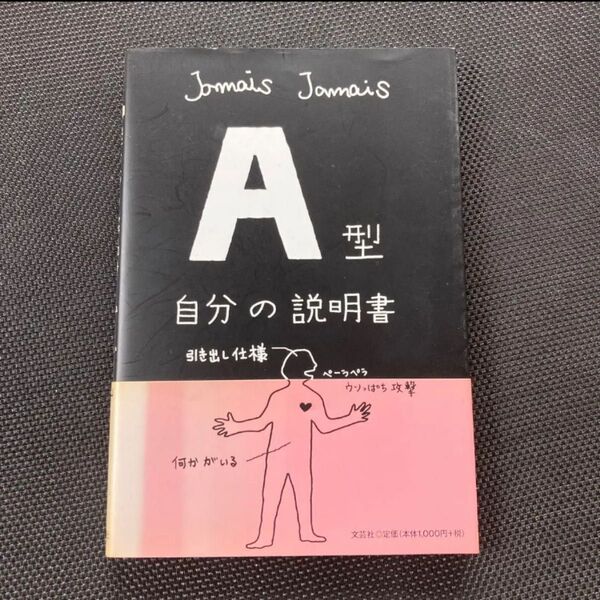 Jamais Jamais
A型
自分の説明書
引き出し仕様
ペーラペラ
ウソっぱち攻撃
何かがいる
文芸社◎定価(本体1,000円+税)